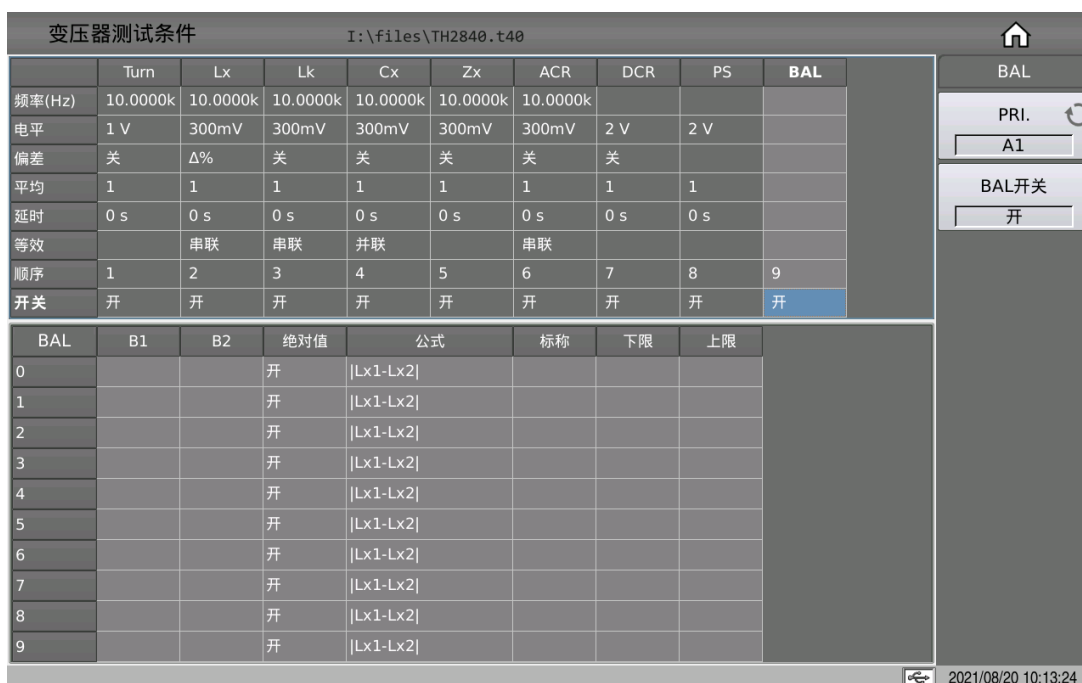 变压器测试条件 I:\files\TH2840.t40
Turn Lx Lk Cx Zx ACR DCR PS BAL
频率(Hz) 10.0000k 10.0000k 10.0000k 10.0000k 10.0000k 10.0000k
电平 1 V 300mV 300mV 300mV 300mV 300mV 2 V 2 V
偏差 关 Δ% 关 关 关 关 关
平均 1 1 1 1 1 1 1 1
延时 0 s 0 s 0 s 0 s 0 s 0 s 0 s 0 s
等效 串联 串联 并联 串联
顺序 1 2 3 4 5 6 7 8 9
开关 开 开 开 开 开 开 开 开 开
BAL B1 B2 绝对值 公式 标称 下限 上限
0 开 |Lx1-Lx2|
1 开 |Lx1-Lx2|
2 开 |Lx1-Lx2|
3 开 |Lx1-Lx2|
4 开 |Lx1-Lx2|
5 开 |Lx1-Lx2|
6 开 |Lx1-Lx2|
7 开 |Lx1-Lx2|
8 开 |Lx1-Lx2|
9 开 |Lx1-Lx2|
BAL
PRI.
A1
BAL开关
开
2021/08/20 10:13:24